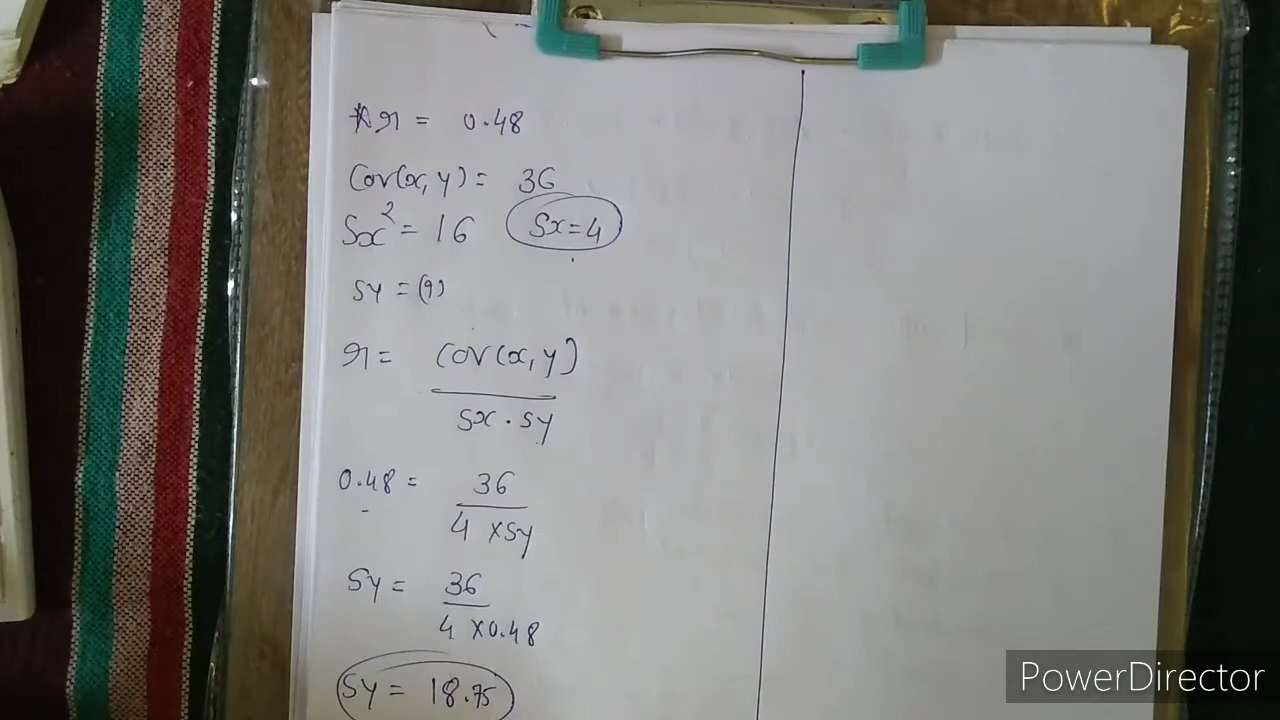 r = 0.48
Cov(x, y) = 36
Sx² = 16 Sx = 4
Sy = (?)
r = Cov(x, y)
Sx . Sy
0.48 = 36
4 x Sy
Sy = 36
4 x 0.48
Sy = 18.75
PowerDirector